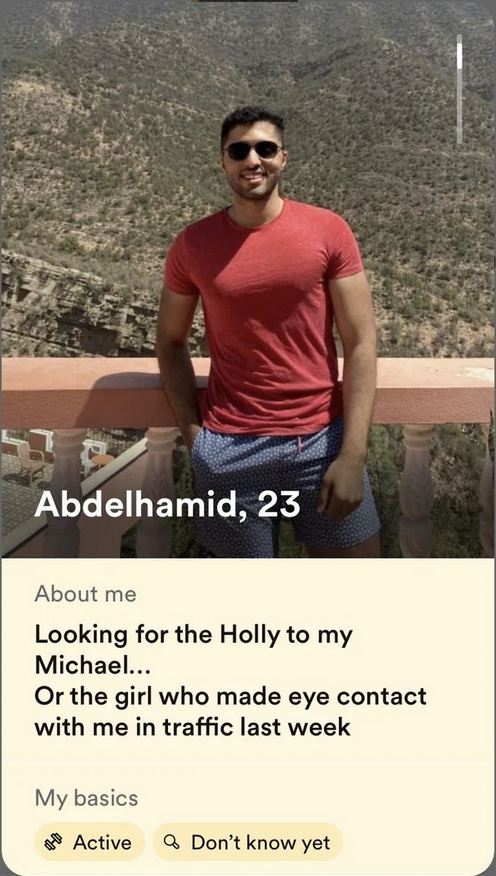 Abdelhamid, 23
About me
Looking for the Holly to my
Michael...
Or the girl who made eye contact
with me in traffic last week
My basics
Active
Don't know yet